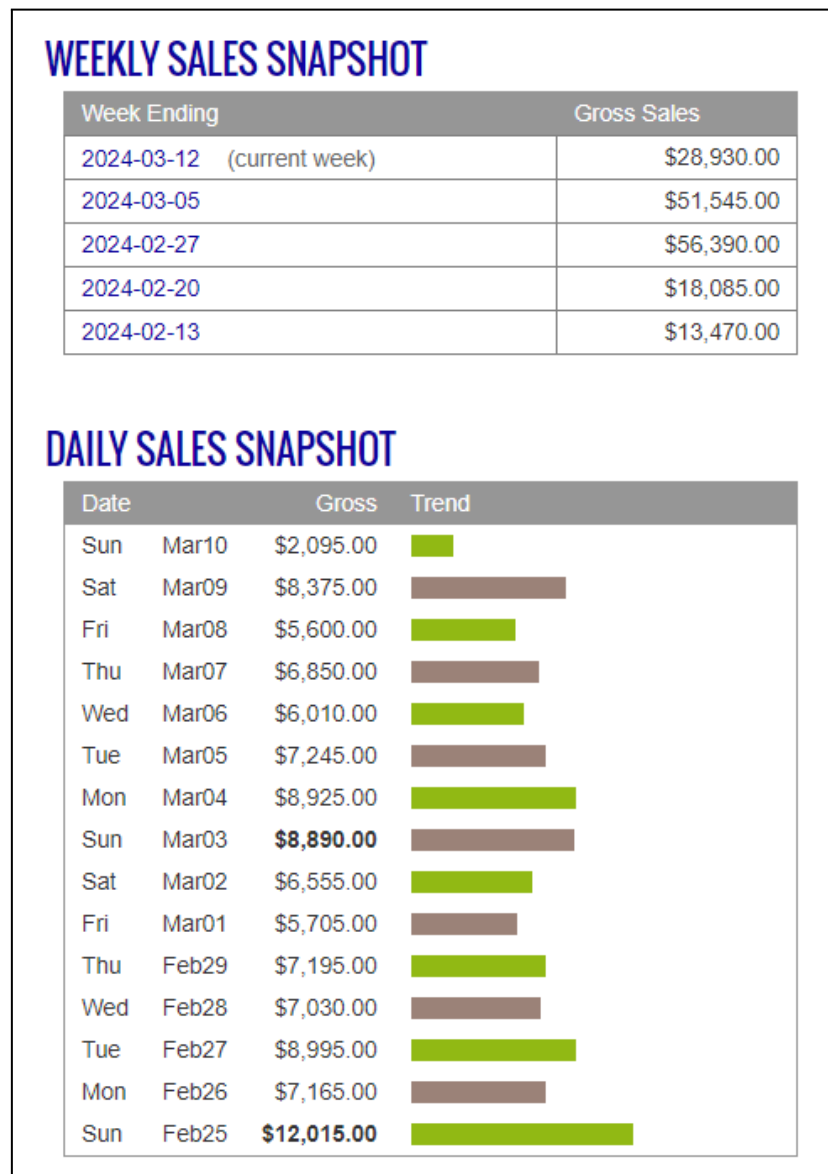 WEEKLY SALES SNAPSHOT
Week Ending Gross Sales
2024-03-12 (current week) $28,930.00
2024-03-05 $51,545.00
2024-02-27 $56,390.00
2024-02-20 $18,085.00
2024-02-13 $13,470.00
DAILY SALES SNAPSHOT
Date Gross Trend
Sun Mar10 $2,095.00
Sat Mar09 $8,375.00
Fri Mar08 $5,600.00
Thu Mar07 $6,850.00
Wed Mar06 $6,010.00
Tue Mar05 $7,245.00
Mon Mar04 $8,925.00
Sun Mar03 $8,890.00
Sat Mar02 $6,555.00
Fri Mar01 $5,705.00
Thu Feb29 $7,195.00
Wed Feb28 $7,030.00
Tue Feb27 $8,995.00
Mon Feb26 $7,165.00
Sun Feb25 $12,015.00